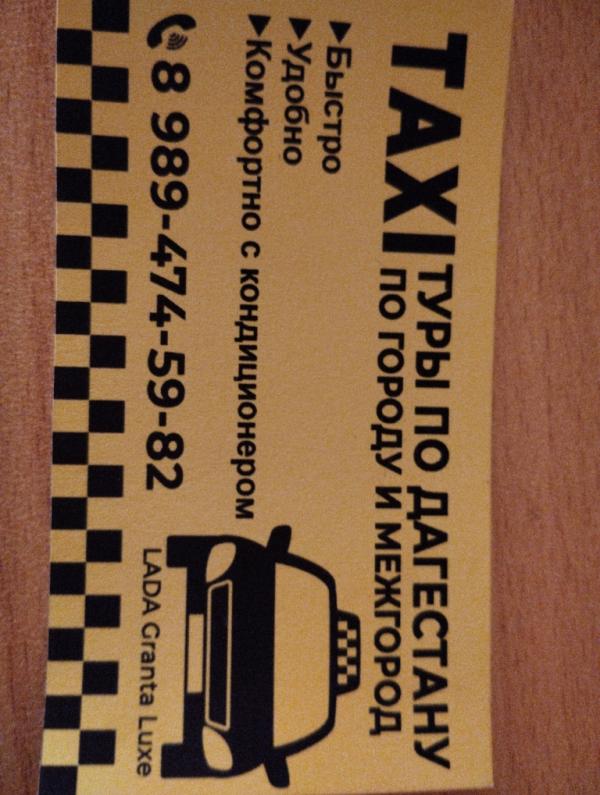 TAXI
ТУРЫ ПО ДАГЕСТАНУ
ПО ГОРОДУ И МЕЖГОРОД
▸Быстро
▸Удобно
▸Комфортно с кондиционером
8 989-474-59-82
LADA Granta Luxe